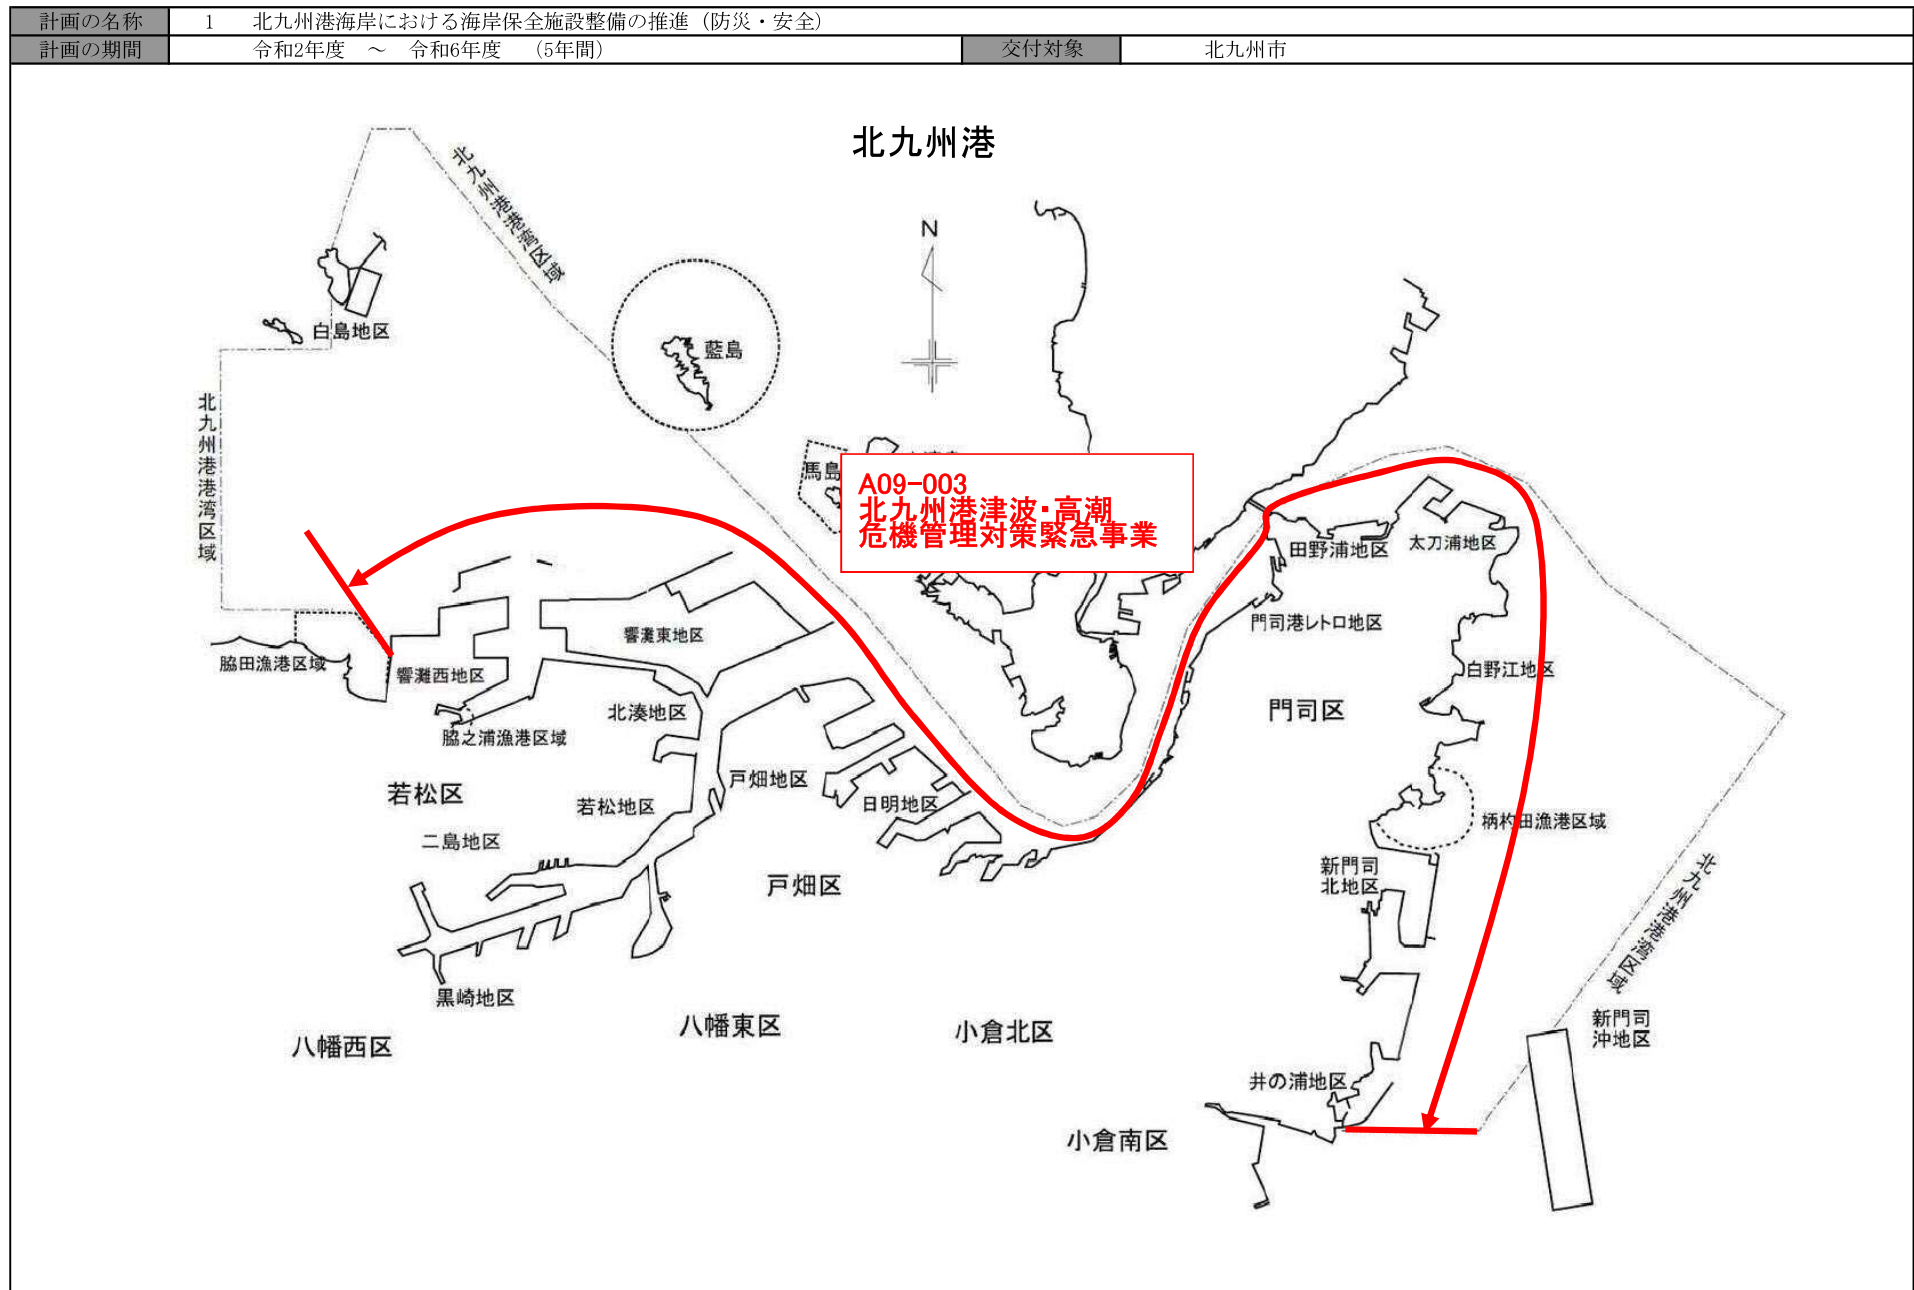 計画の名称 1 北九州港海岸における海岸保全施設整備の推進（防災・安全）
計画の期間 令和2年度 ～ 令和6年度 （5年間） 交付対象 北九州市
北九州港
北九州港港湾区域
N
白島地区
藍島
北九州港港湾区域
馬島
A09-003
北九州港津波・高潮
危機管理対策緊急事業
田野浦地区
太刀浦地区
門司港レトロ地区
響灘東地区
脇田漁港区域
響灘西地区
白野江地区
北湊地区
門司区
脇之浦漁港区域
戸畑地区
若松区
若松地区
日明地区
柄杓田漁港区域
二島地区
新門司
北地区
戸畑区
北九州港港湾区域
黒崎地区
八幡東区
小倉北区
新門司
沖地区
八幡西区
井の浦地区
小倉南区